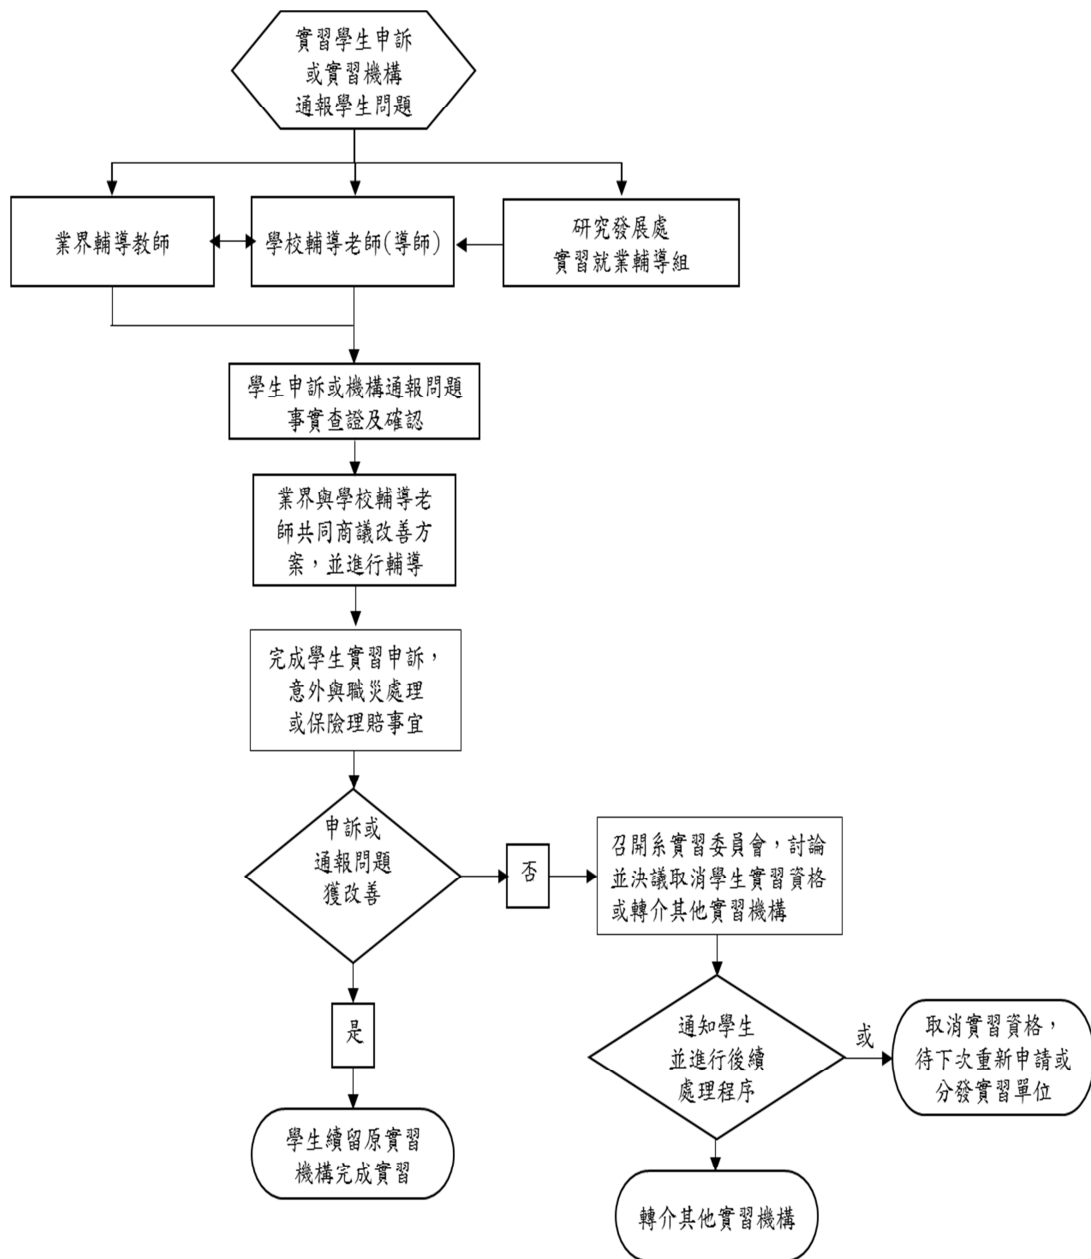 實習學生申訴
或實習機構
通報學生問題
業界輔導教師
學校輔導老師(導師)
研究發展處
實習就業輔導組
學生申訴或機構通報問題
事實查證及確認
業界與學校輔導老
師共同商議改善方
案，並進行輔導
完成學生實習申訴，
意外與職災處理
或保險理賠事宜
申訴或
通報問題
獲改善
否
召開系實習委員會，討論
並決議取消學生實習資格
或轉介其他實習機構
是
學生續留原實習
機構完成實習
通知學生
並進行後續
處理程序
或
取消實習資格，
待下次重新申請或
分發實習單位
轉介其他實習機構